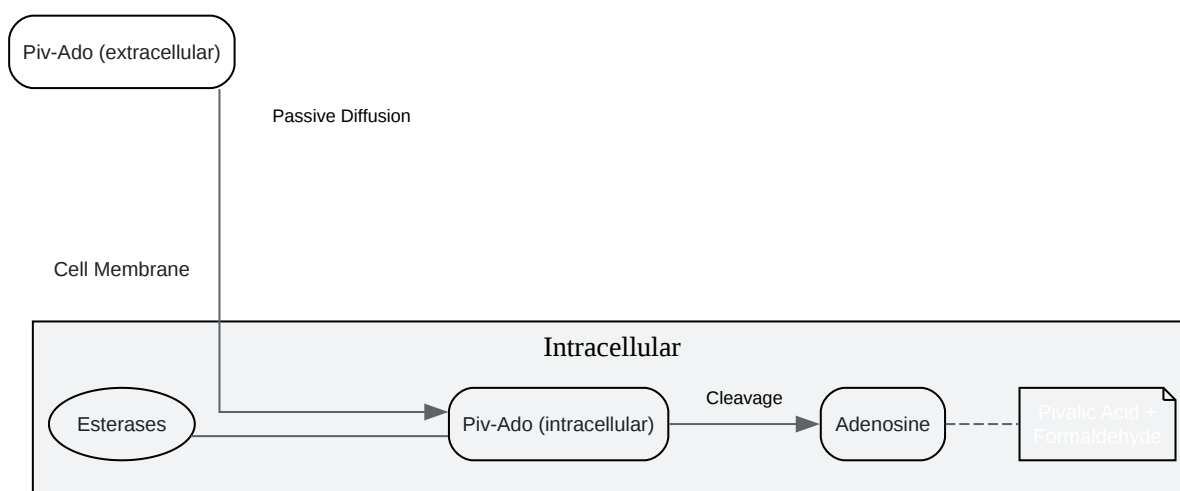 Piv-Ado (extracellular)
Passive Diffusion
Cell Membrane
Intracellular
Esterases
Piv-Ado (intracellular)
Cleavage
Adenosine
Pivalic Acid +
Formaldehyde